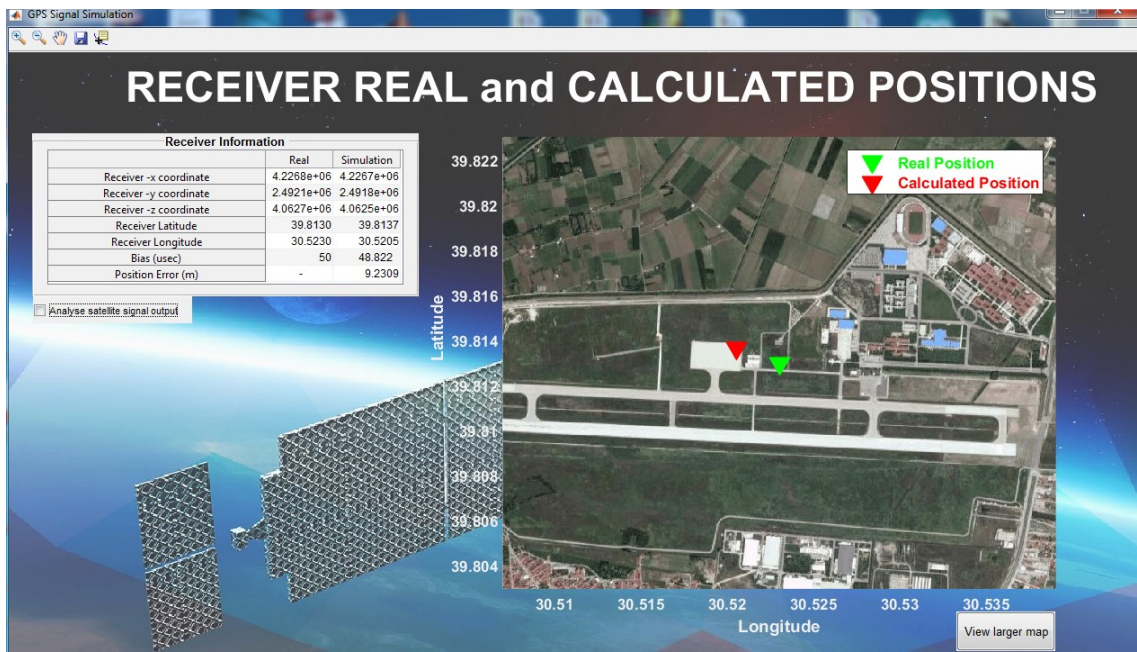 GPS Signal Simulation
RECEIVER REAL and CALCULATED POSITIONS
Receiver Information
Real Simulation
Receiver -x coordinate 4.2268e+06 4.2267e+06
Receiver -y coordinate 2.4921e+06 2.4918e+06
Receiver -z coordinate 4.0627e+06 4.0625e+06
Receiver Latitude 39.8130 39.8137
Receiver Longitude 30.5230 30.5205
Bias (usec) 50 48.822
Position Error (m) - 9.2309
Analyse satellite signal output
Real Position
Calculated Position
Latitude
39.822
39.82
39.818
39.816
39.814
39.812
39.81
39.808
39.806
39.804
30.51 30.515 30.52 30.525 30.53 30.535
Longitude
View larger map